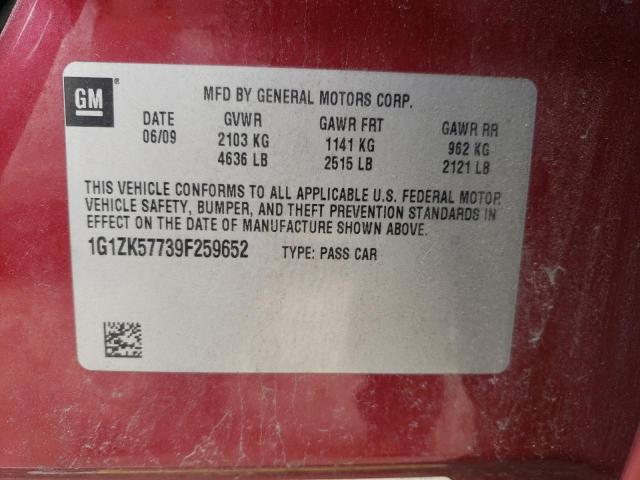 GM
MFD BY GENERAL MOTORS CORP.
DATE GVWR GAWR FRT GAWR RR
06/09 2103 KG 1141 KG 962 KG
4636 LB 2515 LB 2121 LB
THIS VEHICLE CONFORMS TO ALL APPLICABLE U.S. FEDERAL MOTOR
VEHICLE SAFETY, BUMPER, AND THEFT PREVENTION STANDARDS IN
EFFECT ON THE DATE OF MANUFACTURE SHOWN ABOVE.
1G1ZK57739F259652 TYPE: PASS CAR